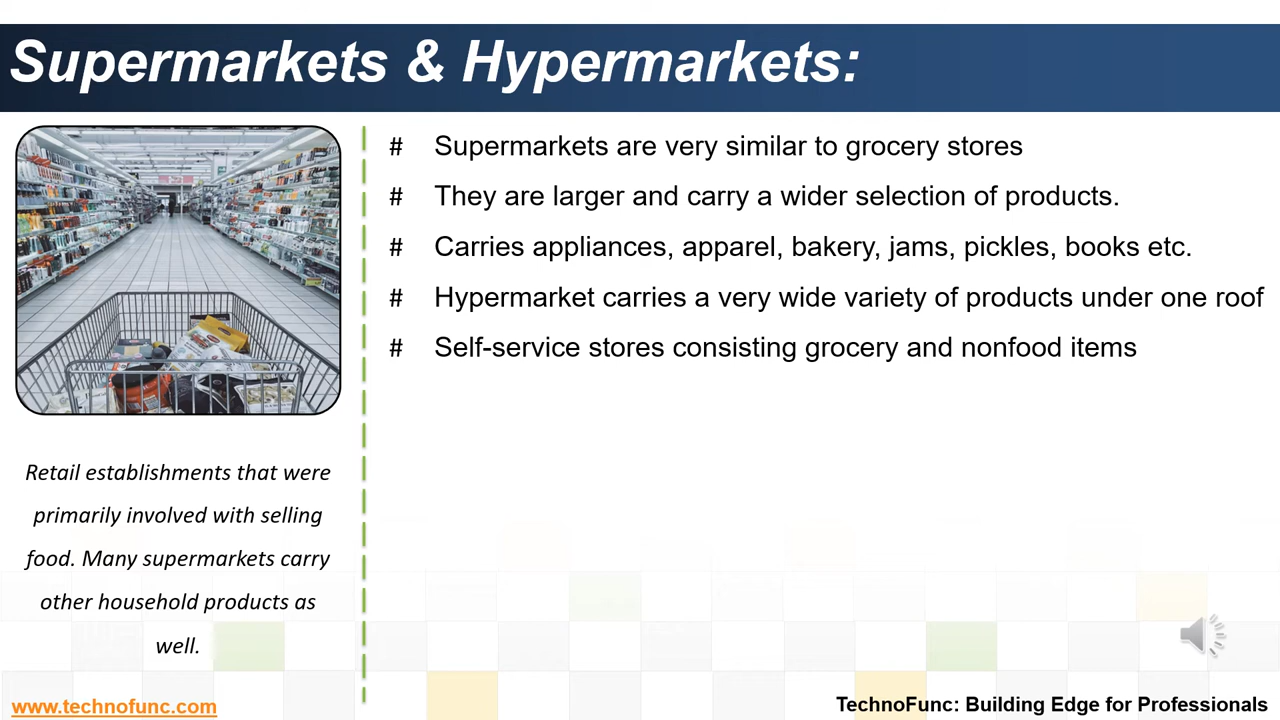 Supermarkets & Hypermarkets:
# Supermarkets are very similar to grocery stores
# They are larger and carry a wider selection of products.
# Carries appliances, apparel, bakery, jams, pickles, books etc.
# Hypermarket carries a very wide variety of products under one roof
# Self-service stores consisting grocery and nonfood items
Retail establishments that were
primarily involved with selling
food. Many supermarkets carry
other household products as
well.
www.technofunc.com
TechnoFunc: Building Edge for Professionals